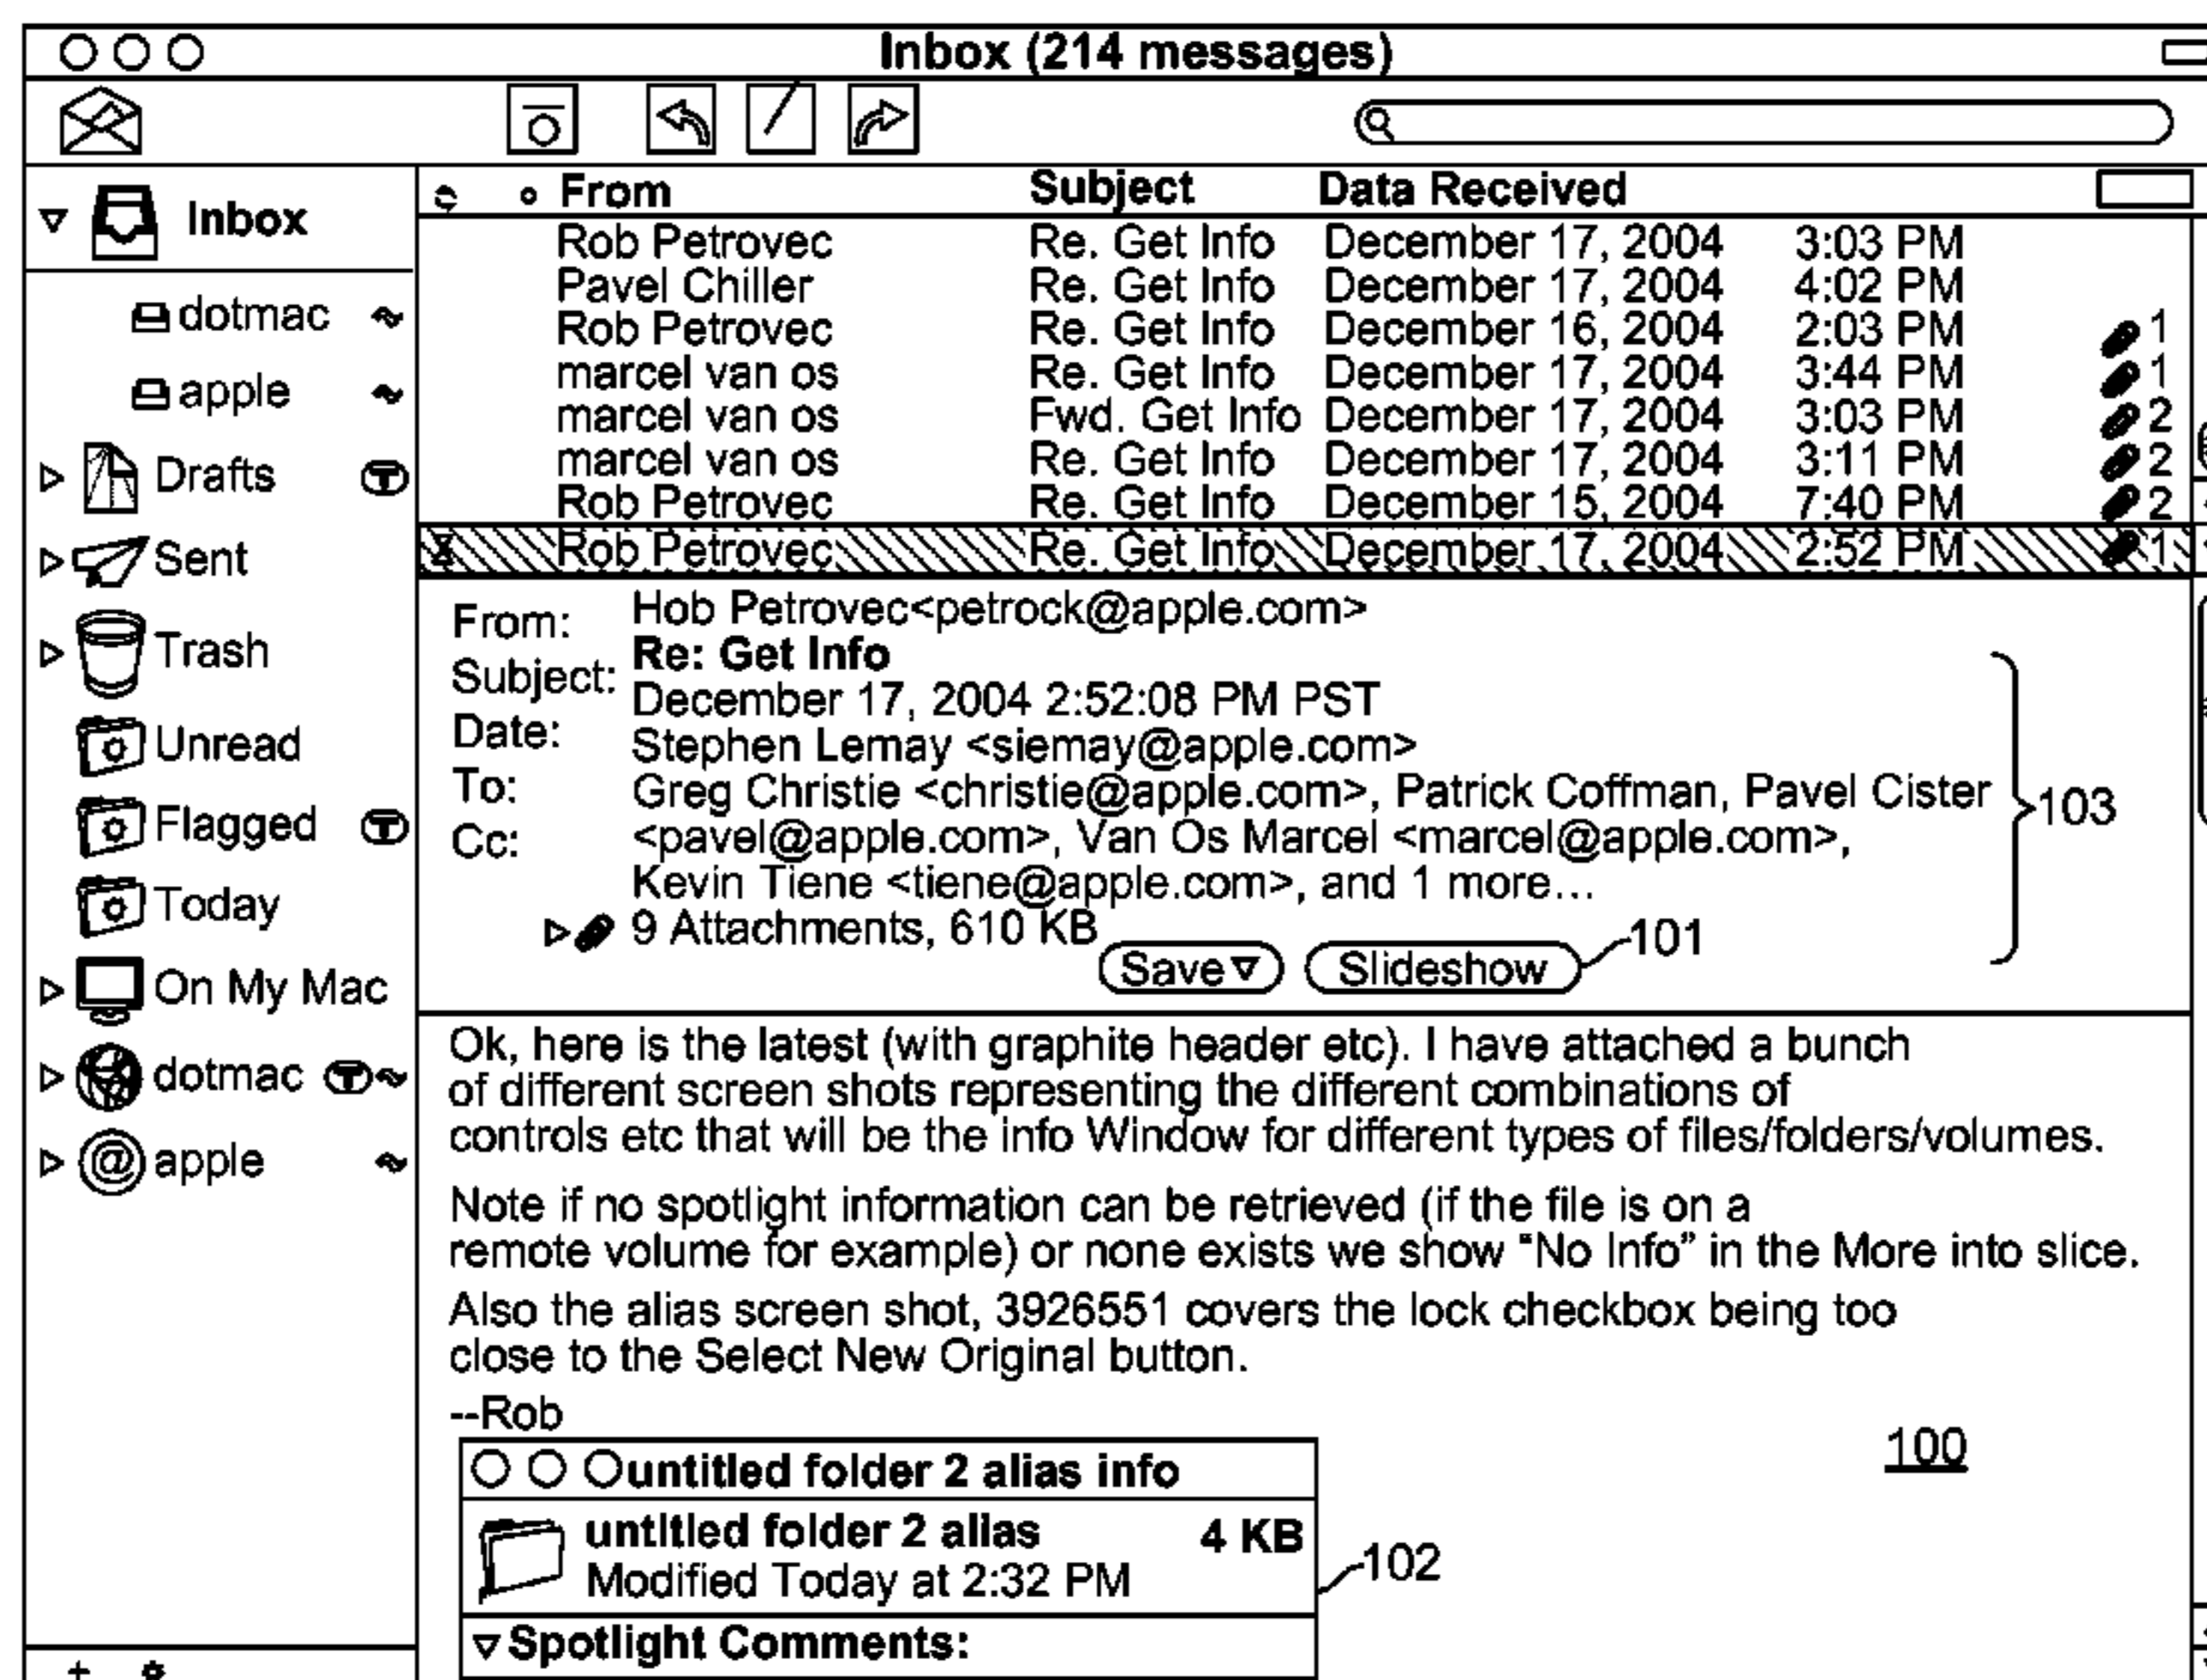 Inbox (214 messages)
Inbox
dotmac
apple
Drafts
Sent
Trash
Unread
Flagged
Today
On My Mac
dotmac
apple
From Subject Data Received
Rob Petrovec Re. Get Info December 17, 2004 3:03 PM
Pavel Chiller Re. Get Info December 17, 2004 4:02 PM
Rob Petrovec Re. Get Info December 16, 2004 2:03 PM 1
marcel van os Re. Get Info December 17, 2004 3:44 PM 1
marcel van os Fwd. Get Info December 17, 2004 3:03 PM 2
marcel van os Re. Get Info December 17, 2004 3:11 PM 2
Rob Petrovec Re. Get Info December 15, 2004 7:40 PM 2
Rob Petrovec Re. Get Info December 17, 2004 2:52 PM 1
From: Hob Petrovec<petrock@apple.com>
Subject: Re: Get Info
Date: December 17, 2004 2:52:08 PM PST
To: Stephen Lemay <siemay@apple.com>
Cc: Greg Christie <christie@apple.com>, Patrick Coffman, Pavel Cister
<pavel@apple.com>, Van Os Marcel <marcel@apple.com>,
Kevin Tiene <tiene@apple.com>, and 1 more...
103
9 Attachments, 610 KB
Save Slideshow 101
Ok, here is the latest (with graphite header etc). I have attached a bunch
of different screen shots representing the different combinations of
controls etc that will be the info Window for different types of files/folders/volumes.
Note if no spotlight information can be retrieved (if the file is on a
remote volume for example) or none exists we show "No Info" in the More into slice.
Also the alias screen shot, 3926551 covers the lock checkbox being too
close to the Select New Original button.
--Rob
100
untitled folder 2 alias info
untitled folder 2 alias 4 KB
Modified Today at 2:32 PM
102
Spotlight Comments: